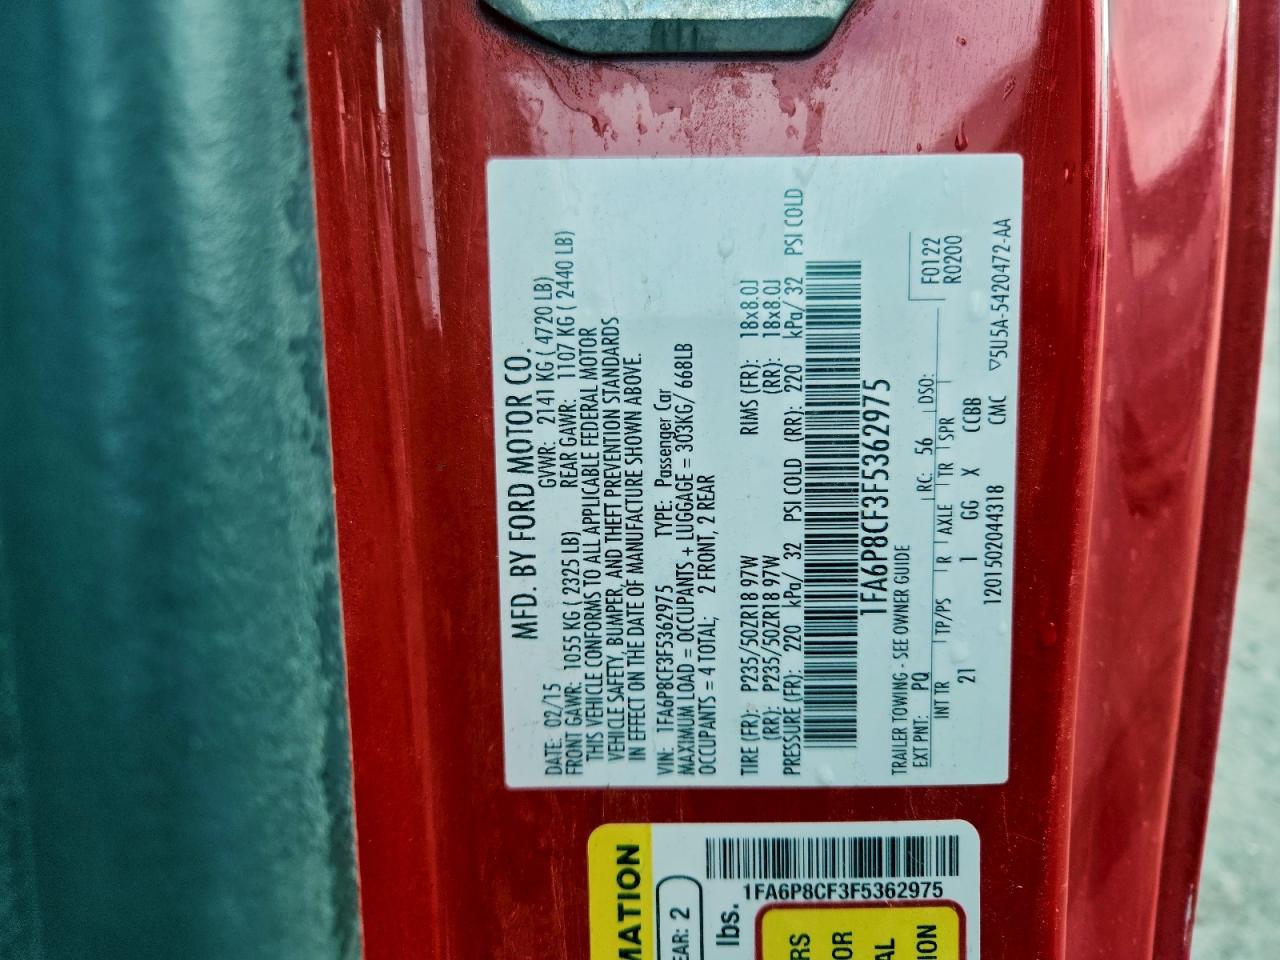 MFD. BY FORD MOTOR CO.
DATE: 02/15 GVWR: 2141 KG ( 4720 LB)
FRONT GAWR: 1055 KG ( 2325 LB) REAR GAWR: 1107 KG ( 2440 LB)
THIS VEHICLE CONFORMS TO ALL APPLICABLE FEDERAL MOTOR
VEHICLE SAFETY, BUMPER, AND THEFT PREVENTION STANDARDS
IN EFFECT ON THE DATE OF MANUFACTURE SHOWN ABOVE.
VIN: 1FA6P8CF3F5362975 TYPE: Passenger Car
MAXIMUM LOAD = OCCUPANTS + LUGGAGE = 303KG/ 668LB
OCCUPANTS = 4 TOTAL; 2 FRONT, 2 REAR
TIRE (FR): P235/50ZR18 97W RIMS (FR): 18x8.0J
(RR): P235/50ZR18 97W (RR): 18x8.0J
PRESSURE (FR): 220 kPa/ 32 PSI COLD (RR): 220 kPa/ 32 PSI COLD
1FA6P8CF3F5362975
TRAILER TOWING - SEE OWNER GUIDE F0122
EXT PNT: PQ RC: 56 DSO: R0200
INT TR TP/PS R AXLE TR SPR
21 I GG X CCBB
1201502044318 CMC ▽5U5A-5420472-AA
MATION
EAR: 2
lbs.
1FA6P8CF3F5362975
RS
OR
AL
ION